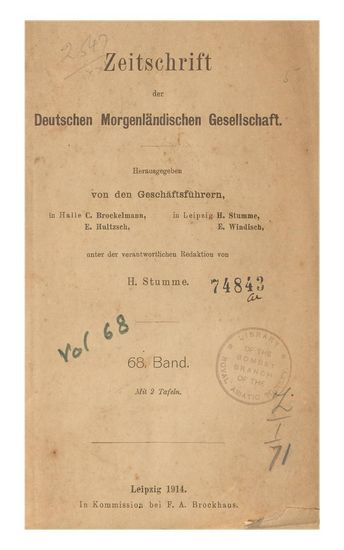 2547
Zeitschrift
der
Deutschen Morgenländischen Gesellschaft.
Herausgegeben
von den Geschäftsführern,
in Halle C. Brockelmann, in Leipzig H. Stumme,
E. Hultzsch, E. Windisch,
unter der verantwortlichen Redaktion von
H. Stumme.
74843
Vol 68
68. Band.
Mit 2 Tafeln.
LIBRARY
OF THE
BOMBAY
BRANCH
OF THE
ROYAL ASIATIC
Leipzig 1914.
In Kommission bei F. A. Brockhaus.